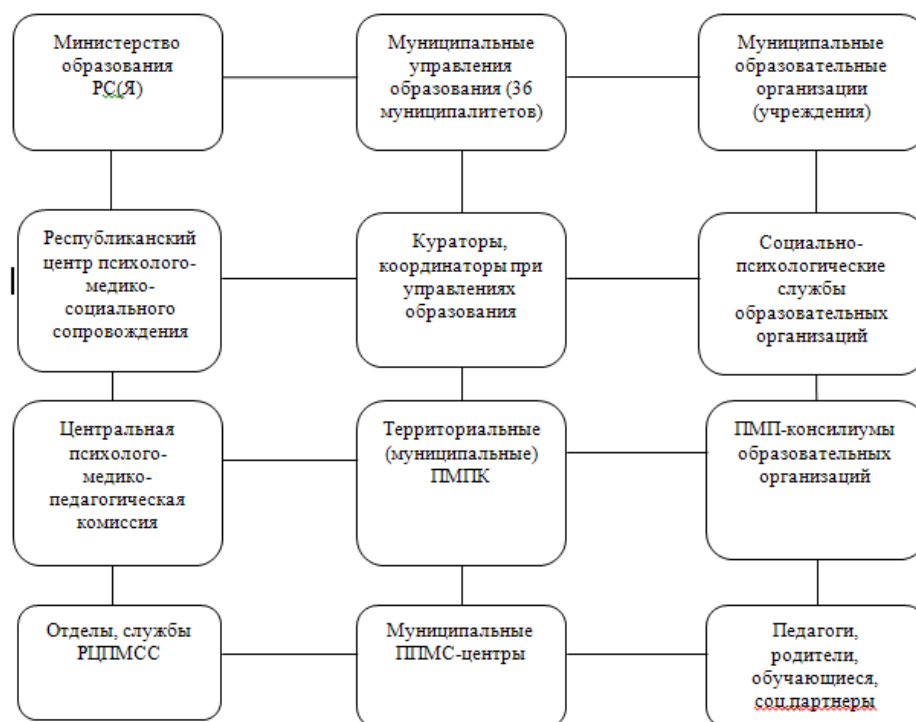 Министерство
образования
РС(Я)
Муниципальные
управления
образования (36
муниципалитетов)
Муниципальные
образовательные
организации
(учреждения)
Республиканский
центр психолого-
медико-
социального
сопровождения
Кураторы,
координаторы при
управлениях
образования
Социально-
психологические
службы
образовательных
организаций
Центральная
психолого-
медико-
педагогическая
комиссия
Территориальные
(муниципальные)
ПМПК
ПМП-консилиумы
образовательных
организаций
Отделы, службы
РЦПМСС
Муниципальные
ППМС-центры
Педагоги,
родители,
обучающиеся,
соц.партнеры